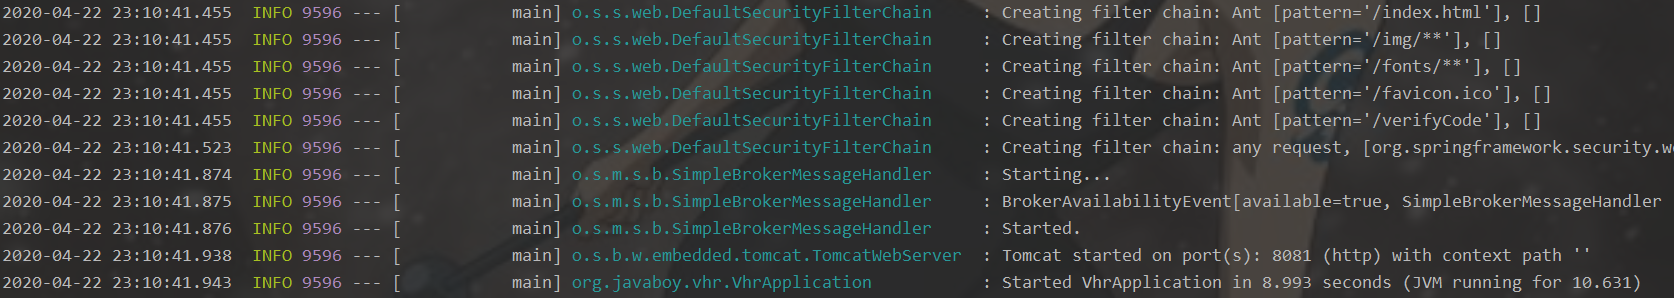 2020-04-22 23:10:41.455  INFO 9596 --- [           main] o.s.s.web.DefaultSecurityFilterChain     : Creating filter chain: Ant [pattern='/index.html'], []
2020-04-22 23:10:41.455  INFO 9596 --- [           main] o.s.s.web.DefaultSecurityFilterChain     : Creating filter chain: Ant [pattern='/img/**'], []
2020-04-22 23:10:41.455  INFO 9596 --- [           main] o.s.s.web.DefaultSecurityFilterChain     : Creating filter chain: Ant [pattern='/fonts/**'], []
2020-04-22 23:10:41.455  INFO 9596 --- [           main] o.s.s.web.DefaultSecurityFilterChain     : Creating filter chain: Ant [pattern='/favicon.ico'], []
2020-04-22 23:10:41.455  INFO 9596 --- [           main] o.s.s.web.DefaultSecurityFilterChain     : Creating filter chain: Ant [pattern='/verifyCode'], []
2020-04-22 23:10:41.523  INFO 9596 --- [           main] o.s.s.web.DefaultSecurityFilterChain     : Creating filter chain: any request, [org.springframework.security.w
2020-04-22 23:10:41.874  INFO 9596 --- [           main] o.s.m.s.b.SimpleBrokerMessageHandler     : Starting...
2020-04-22 23:10:41.875  INFO 9596 --- [           main] o.s.m.s.b.SimpleBrokerMessageHandler     : BrokerAvailabilityEvent[available=true, SimpleBrokerMessageHandler
2020-04-22 23:10:41.876  INFO 9596 --- [           main] o.s.m.s.b.SimpleBrokerMessageHandler     : Started.
2020-04-22 23:10:41.938  INFO 9596 --- [           main] o.s.b.w.embedded.tomcat.TomcatWebServer  : Tomcat started on port(s): 8081 (http) with context path ''
2020-04-22 23:10:41.943  INFO 9596 --- [           main] org.javaboy.vhr.VhrApplication           : Started VhrApplication in 8.993 seconds (JVM running for 10.631)